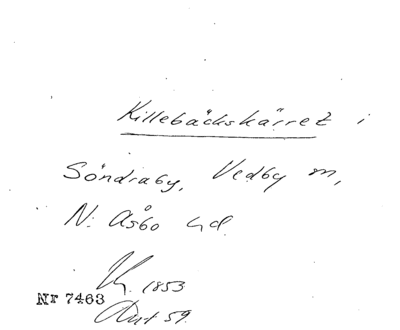 Killebäckskärret i
Söndraby, Vedby m,
N. Åsbo hd.
1853
Nr 7463
Aut 59.